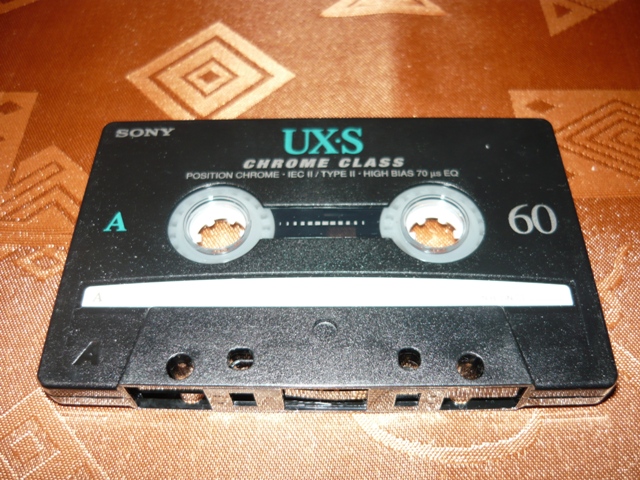 SONY
UX·S
CHROME CLASS
POSITION CHROME · IEC II / TYPE II · HIGH BIAS 70 µs EQ
A
60
A
A